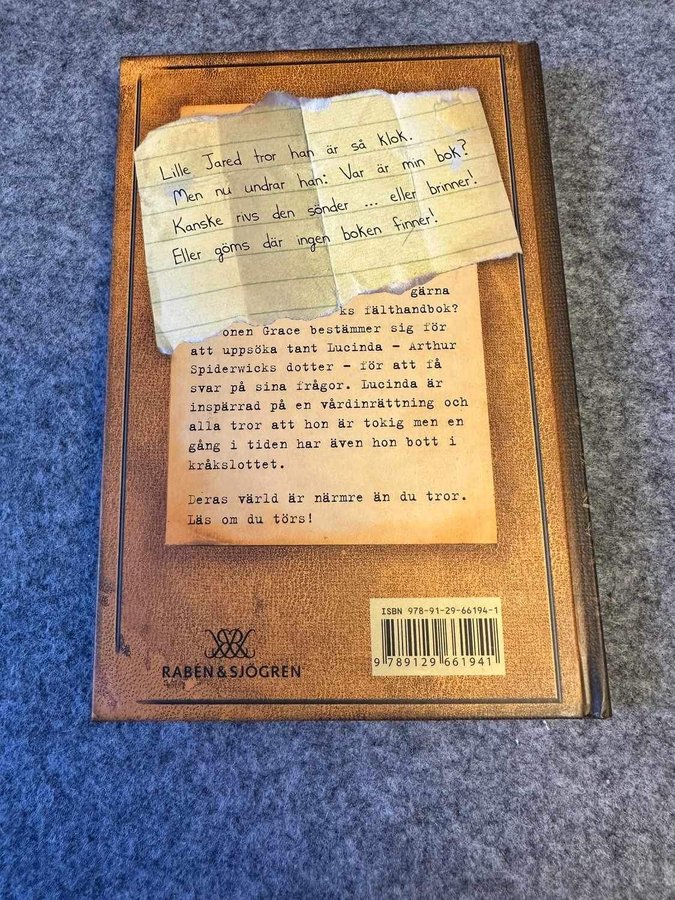 Lille Jared tror han är så klok.
Men nu undrar han: Var är min bok?
Kanske rivs den sönder ... eller brinner!
Eller göms där ingen boken finner!
gärna
ks fälthandbok?
onen Grace bestämmer sig för
att uppsöka tant Lucinda – Arthur
Spiderwicks dotter – för att få
svar på sina frågor. Lucinda är
inspärrad på en vårdinrättning och
alla tror att hon är tokig men en
gång i tiden har även hon bott i
kråkslottet.
Deras värld är närmre än du tror.
Läs om du törs!
ISBN 978-91-29-66194-1
9 789129 661941
RABÉN & SJÖGREN